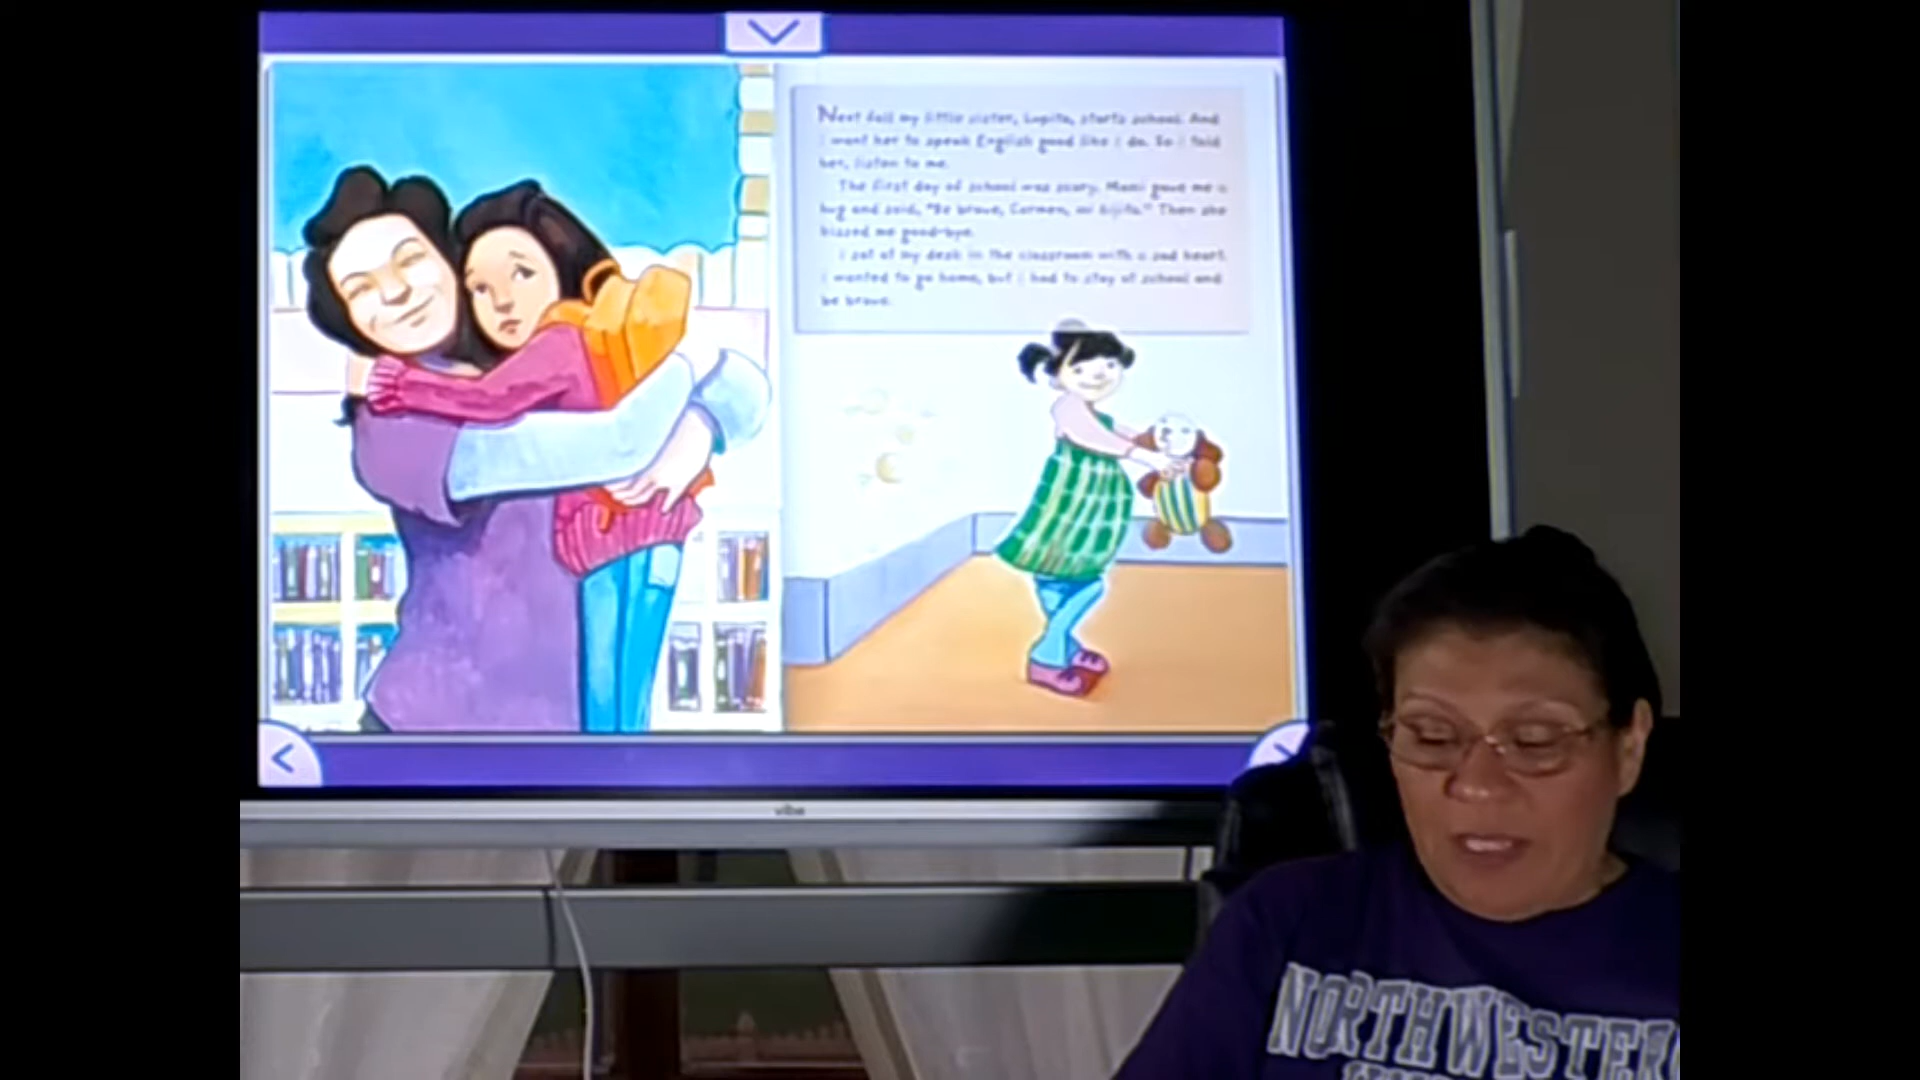 Next fall my little sister, Lupita, starts school. And
I want her to speak English good like I do. So I told
her, listen to me.
The first day of school was scary. Mami gave me a
hug and said, "Be brave, Carmen, mi hijita." Then she
kissed me good-bye.
I sat at my desk in the classroom with a sad heart.
I wanted to go home, but I had to stay at school and
be brave.
vibe
NORTHWESTER